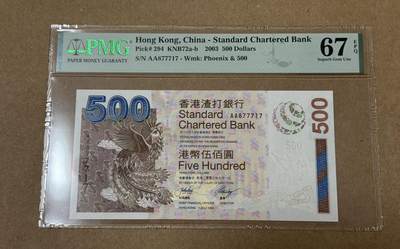 PMG
PAPER MONEY GUARANTY
Hong Kong, China - Standard Chartered Bank
Pick# 294 KNB72a-b 2003 500 Dollars
S/N AA877717 - Wmk: Phoenix & 500
67 EPQ
Superb Gem Unc
500
香港渣打銀行
AA877717
Standard
Chartered Bank
港幣伍佰圓
Five Hundred
500